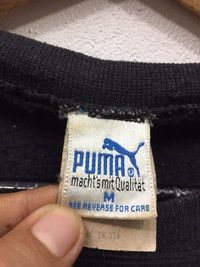 PUMA
macht's mit Qualität
M
SEE REVERSE FOR CARE